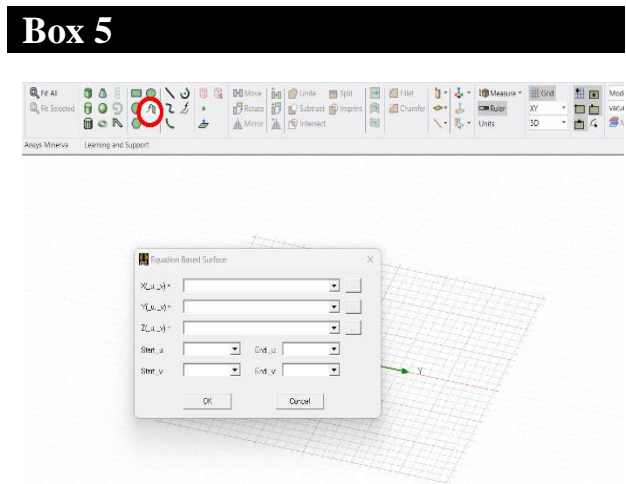 Box 5
Fit All Move Unite Split Fillet Measure Grid Mod
Fit Selected Rotate Subtract Imprint Chamfer Ruler XY vacu
Mirror Intersect Units 3D
Ansys Minerva Learning and Support
Equation Based Surface
X(_u,_v) =
Y(_u,_v) =
Z(_u,_v) =
Start_u End_u
Start_v End_v
OK Cancel
Y